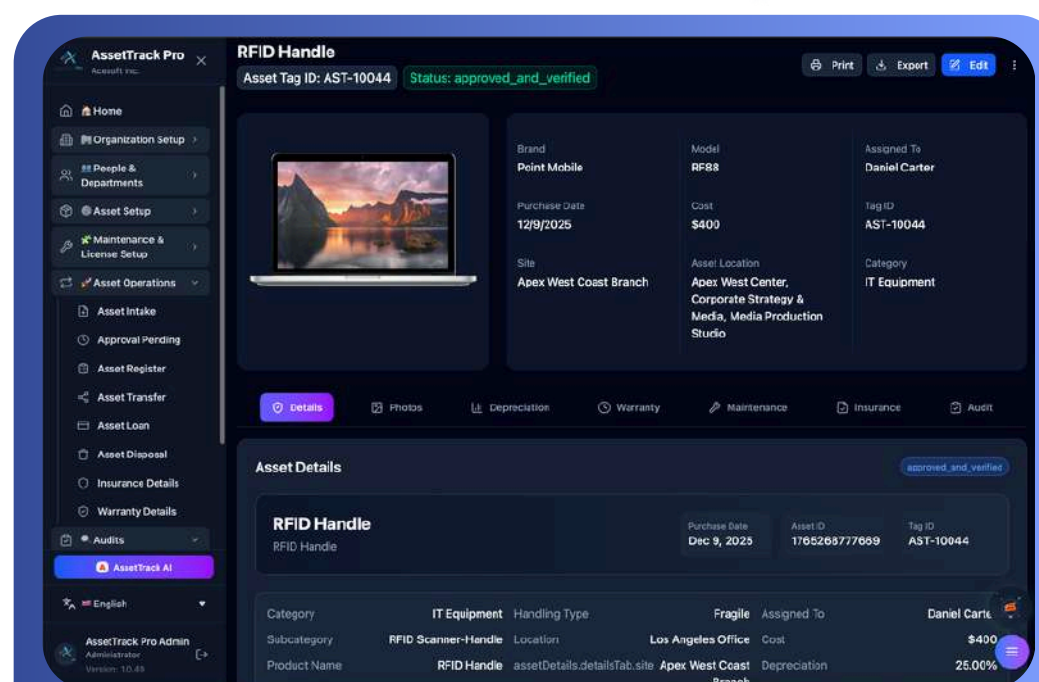 AssetTrack Pro
Acesoft Inc.
Home
Organization Setup
People &
Departments
Asset Setup
Maintenance &
License Setup
Asset Operations
Asset Intake
Approval Pending
Asset Register
Asset Transfer
Asset Loan
Asset Disposal
Insurance Details
Warranty Details
Audits
AssetTrack AI
English
AssetTrack Pro Admin
Administrator
Version: 1.0.49
RFID Handle
Asset Tag ID: AST-10044
Status: approved_and_verified
Print
Export
Edit
Brand
Point Mobile
Model
RF88
Assigned To
Daniel Carter
Purchase Date
12/9/2025
Cost
$400
Tag ID
AST-10044
Site
Apex West Coast Branch
Asset Location
Apex West Center,
Corporate Strategy &
Media, Media Production
Studio
Category
IT Equipment
Details
Photos
Depreciation
Warranty
Maintenance
Insurance
Audit
Asset Details
approved_and_verified
RFID Handle
RFID Handle
Purchase Date
Dec 9, 2025
Asset ID
1765268777669
Tag ID
AST-10044
Category IT Equipment
Handling Type Fragile
Assigned To Daniel Carte
Subcategory RFID Scanner-Handle
Location Los Angeles Office
Cost $400
Product Name RFID Handle
assetDetails.detailsTab.site Apex West Coast
Branch
Depreciation 25.00%